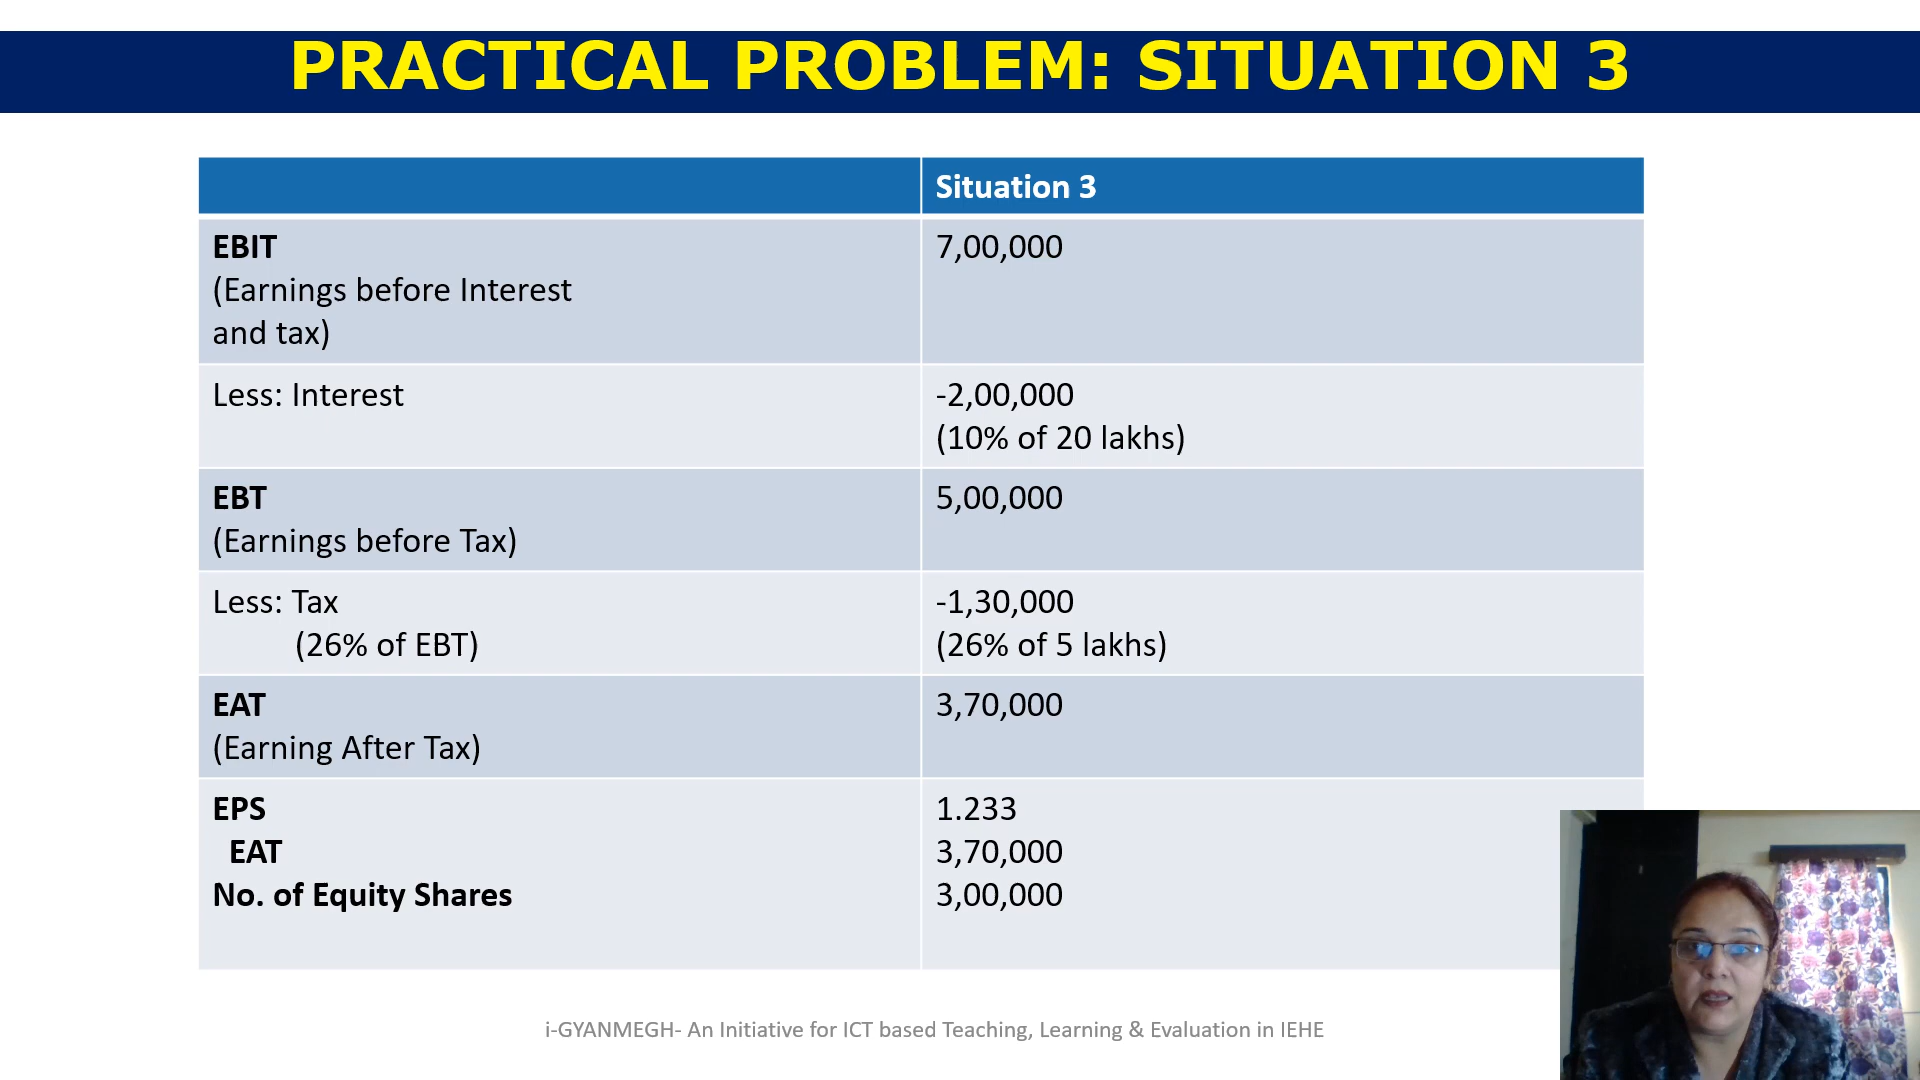 PRACTICAL PROBLEM: SITUATION 3
Situation 3
EBIT
(Earnings before Interest
and tax)
7,00,000
Less: Interest
-2,00,000
(10% of 20 lakhs)
EBT
(Earnings before Tax)
5,00,000
Less: Tax
(26% of EBT)
-1,30,000
(26% of 5 lakhs)
EAT
(Earning After Tax)
3,70,000
EPS
EAT
No. of Equity Shares
1.233
3,70,000
3,00,000
i-GYANMEGH- An Initiative for ICT based Teaching, Learning & Evaluation in IEHE